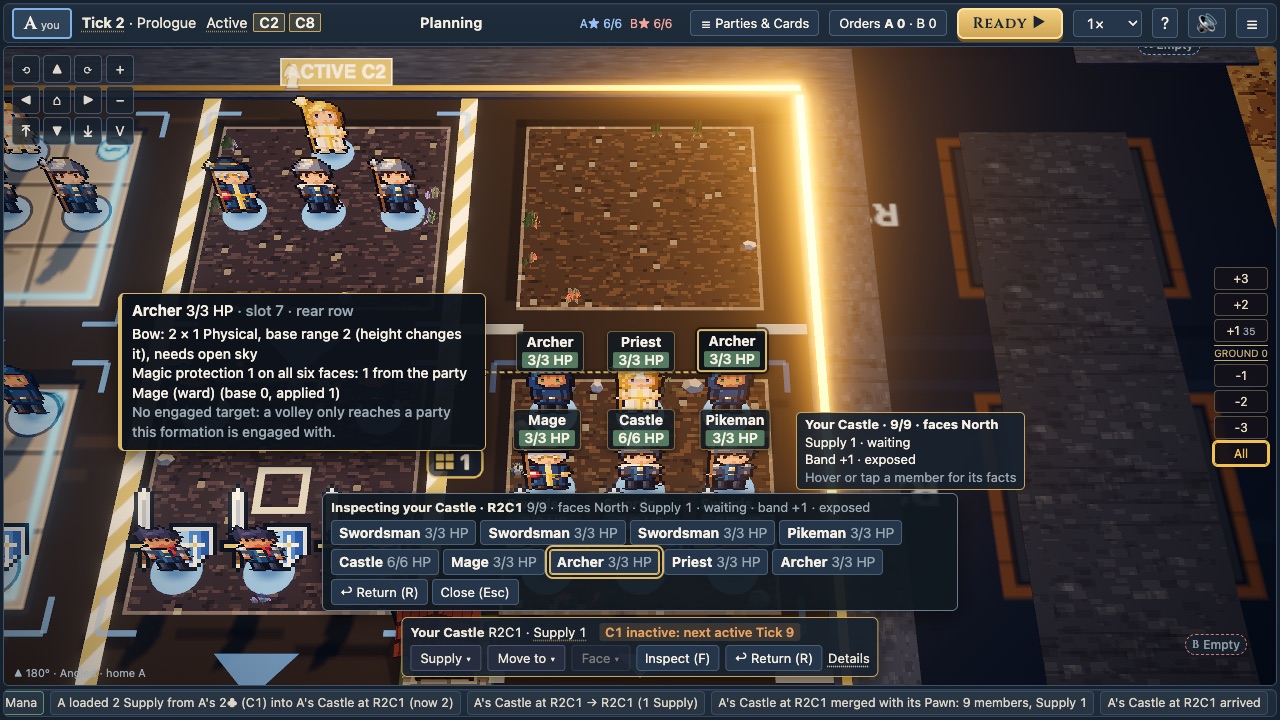 A you
Tick 2 · Prologue Active C2 C8
Planning
A★ 6/6 B★ 6/6
≡ Parties & Cards
Orders A 0 · B 0
READY ▶
1×
?
ACTIVE C2
V
R
+3
+2
+1 35
GROUND 0
-1
-2
-3
All
Archer 3/3 HP · slot 7 · rear row
Bow: 2 × 1 Physical, base range 2 (height changes
it), needs open sky
Magic protection 1 on all six faces: 1 from the party
Mage (ward) (base 0, applied 1)
No engaged target: a volley only reaches a party
this formation is engaged with.
Archer
3/3 HP
Priest
3/3 HP
Archer
3/3 HP
Mage
3/3 HP
Castle
6/6 HP
Pikeman
3/3 HP
1
Your Castle · 9/9 · faces North
Supply 1 · waiting
Band +1 · exposed
Hover or tap a member for its facts
Inspecting your Castle · R2C1 9/9 · faces North · Supply 1 · waiting · band +1 · exposed
Swordsman 3/3 HP
Swordsman 3/3 HP
Swordsman 3/3 HP
Pikeman 3/3 HP
Castle 6/6 HP
Mage 3/3 HP
Archer 3/3 HP
Priest 3/3 HP
Archer 3/3 HP
↩ Return (R)
Close (Esc)
Your Castle R2C1 · Supply 1 C1 inactive: next active Tick 9
Supply ▾
Move to ▾
Face ▾
Inspect (F)
↩ Return (R)
Details
B Empty
▲ 180° · home A
Mana
A loaded 2 Supply from A's 2♣ (C1) into A's Castle at R2C1 (now 2)
A's Castle at R2C1 → R2C1 (1 Supply)
A's Castle at R2C1 merged with its Pawn: 9 members, Supply 1
A's Castle at R2C1 arrived